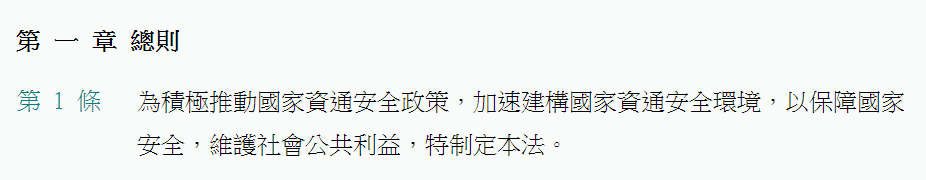 第 一 章 總則
第 1 條 為積極推動國家資通安全政策，加速建構國家資通安全環境，以保障國家
安全，維護社會公共利益，特制定本法。